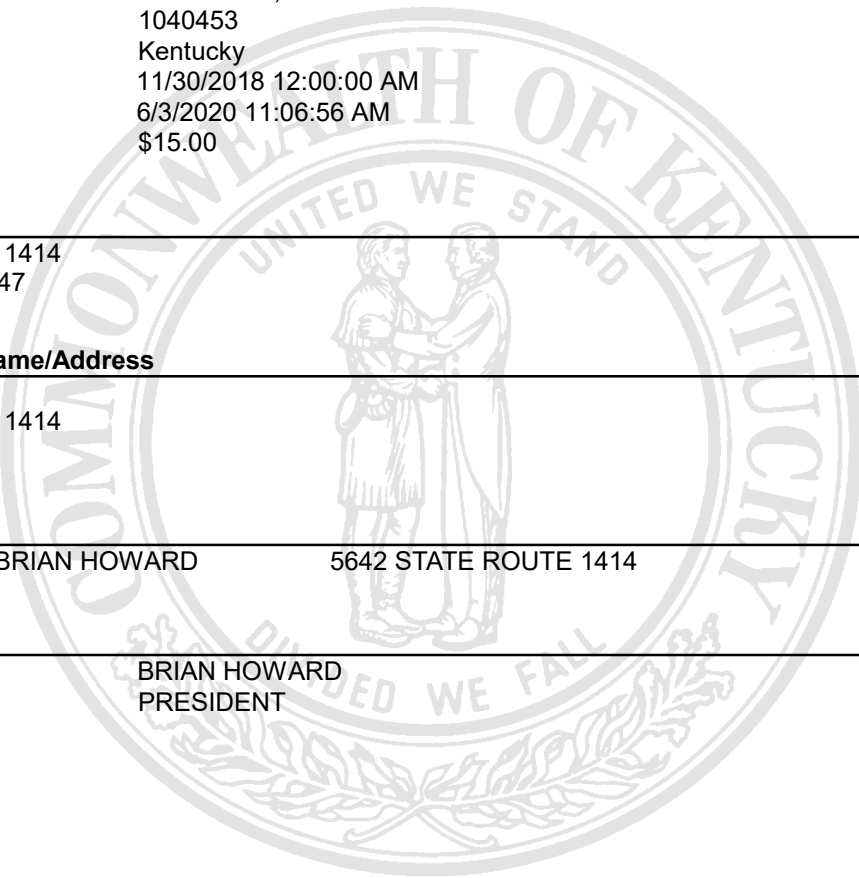 1040453
Kentucky
11/30/2018 12:00:00 AM
6/3/2020 11:06:56 AM
$15.00
COMMONWEALTH OF KENTUCKY
UNITED WE STAND
1414
47
ame/Address
1414
BRIAN HOWARD 5642 STATE ROUTE 1414
BRIAN HOWARD
PRESIDENT
DIVIDED WE FALL